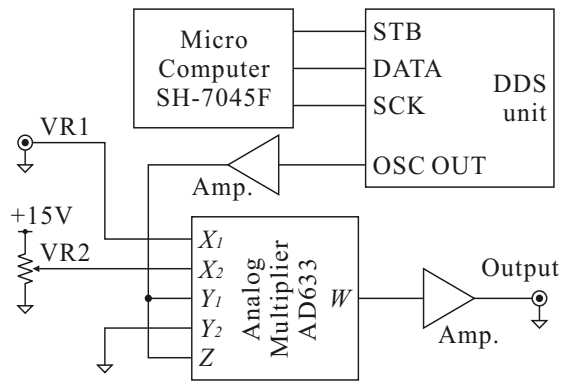 Micro
Computer
SH-7045F
STB
DATA
SCK
DDS
unit
OSC OUT
VR1
Amp.
+15V
VR2
X1
X2
Y1
Y2
Z
Analog
Multiplier
AD633
W
Output
Amp.